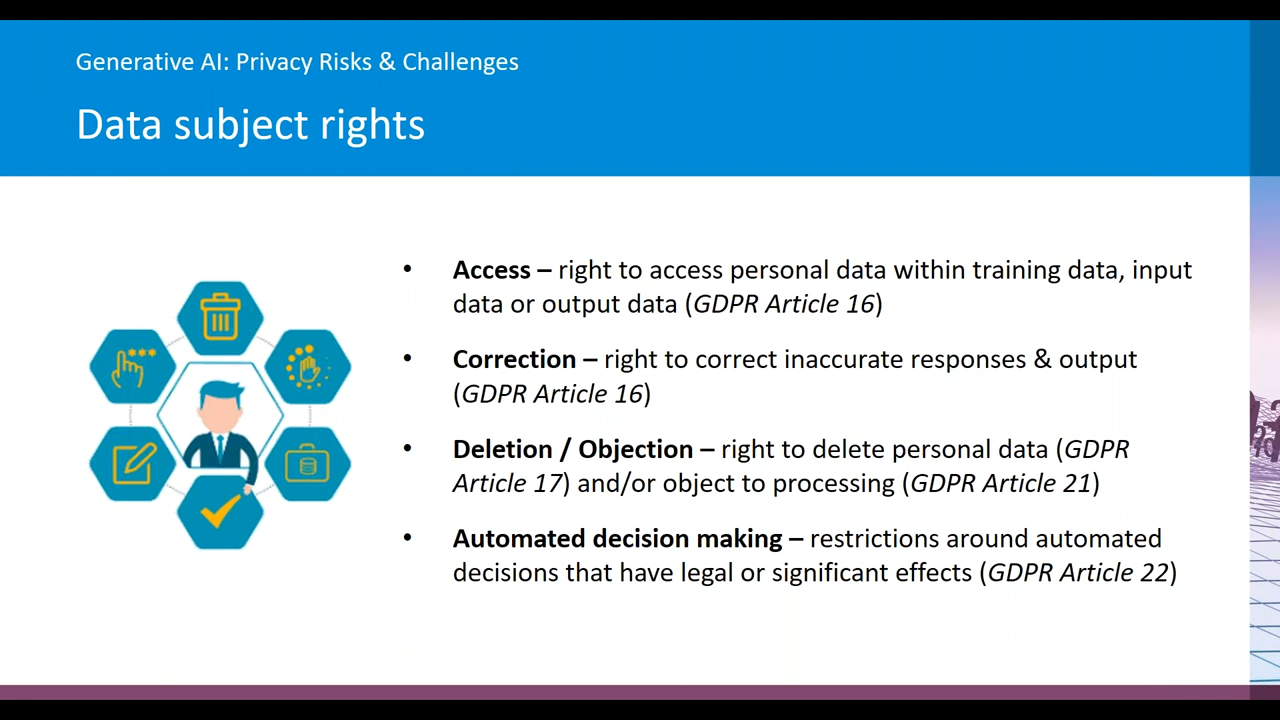 Generative AI: Privacy Risks & Challenges
Data subject rights
• Access – right to access personal data within training data, input
data or output data (GDPR Article 16)
• Correction – right to correct inaccurate responses & output
(GDPR Article 16)
• Deletion / Objection – right to delete personal data (GDPR
Article 17) and/or object to processing (GDPR Article 21)
• Automated decision making – restrictions around automated
decisions that have legal or significant effects (GDPR Article 22)